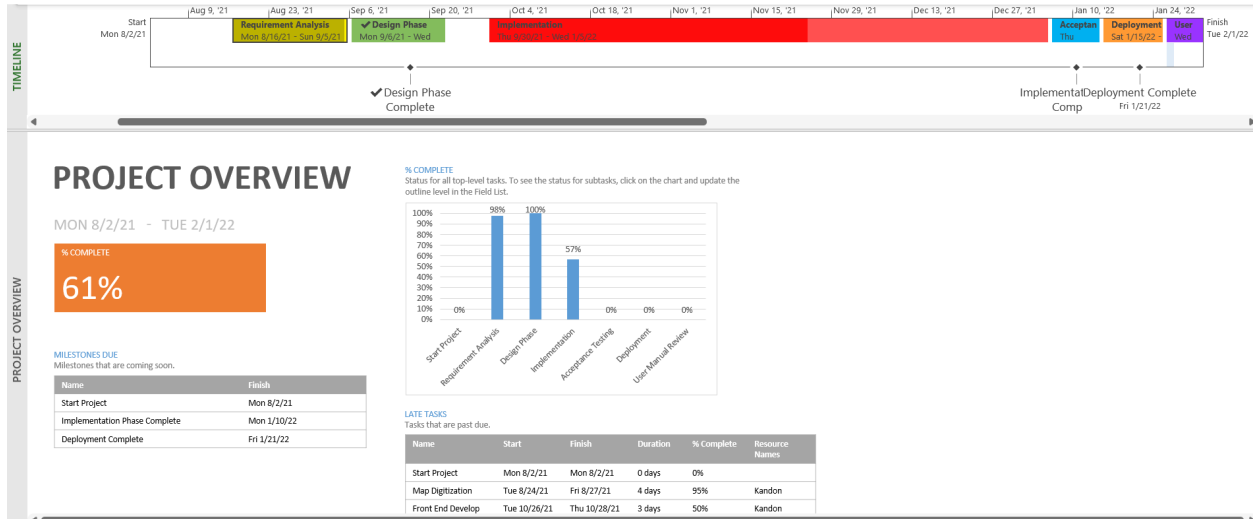 Aug 9, '21
Aug 23, '21
Sep 6, '21
Sep 20, '21
Oct 4, '21
Oct 18, '21
Nov 1, '21
Nov 15, '21
Nov 29, '21
Dec 13, '21
Dec 27, '21
Jan 10, '22
Jan 24, '22
Start
Mon 8/2/21
Requirement Analysis
Mon 8/16/21 - Sun 9/5/21
✔Design Phase
Mon 9/6/21 - Wed
Implementation
Acceptan
Thu
Deployment
Sat 1/15/22 -
User
Wed
Finish
Tue 2/1/22
TIMELINE
✔Design Phase
Complete
Comp
Deployment Complete
Fri 1/21/22
PROJECT OVERVIEW
PROJECT OVERVIEW
MON 8/2/21 - TUE 2/1/22
% COMPLETE
61%
MILESTONES DUE
Milestones that are coming soon.
Name Finish
Start Project Mon 8/2/21
Implementation Phase Complete Mon 1/10/22
Deployment Complete Fri 1/21/22
% COMPLETE
Status for all top-level tasks. To see the status for subtasks, click on the chart and update the
outline level in the Field List.
100%
90%
80%
70%
60%
50%
40%
30%
20%
10%
0%
0%
98%
100%
57%
0%
0%
0%
Start Project
Requirement Analysis
Design Phase
Implementation
Acceptance Testing
Deployment
User Manual Review
LATE TASKS
Tasks that are past due.
Name Start Finish Duration % Complete Resource
Names
Start Project Mon 8/2/21 Mon 8/2/21 0 days 0%
Map Digitization Tue 8/24/21 Fri 8/27/21 4 days 95% Kandon
Front End Develop Tue 10/26/21 Thu 10/28/21 3 days 50% Kandon